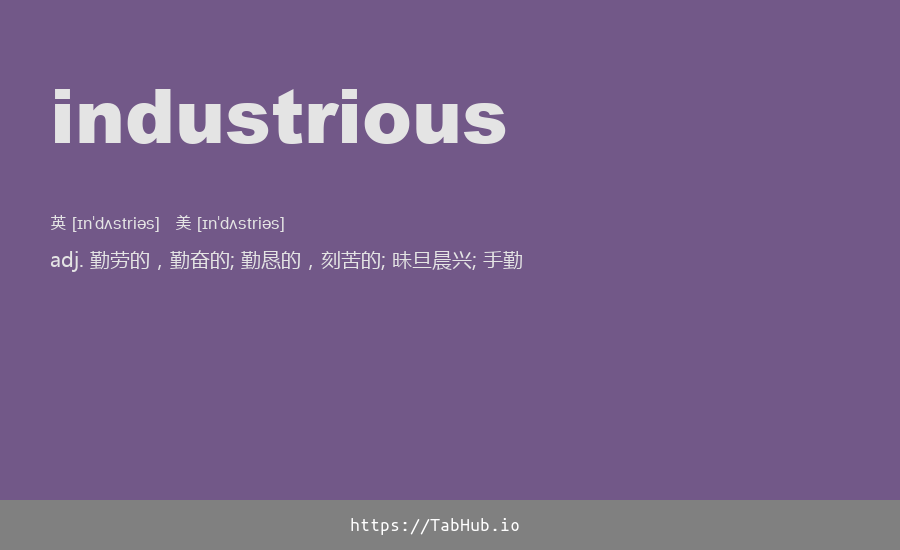 industrious
英 [ɪn'dʌstriəs] 美 [ɪn'dʌstriəs]
adj. 勤劳的，勤奋的; 勤恳的，刻苦的; 昧旦晨兴; 手勤
https://TabHub.io